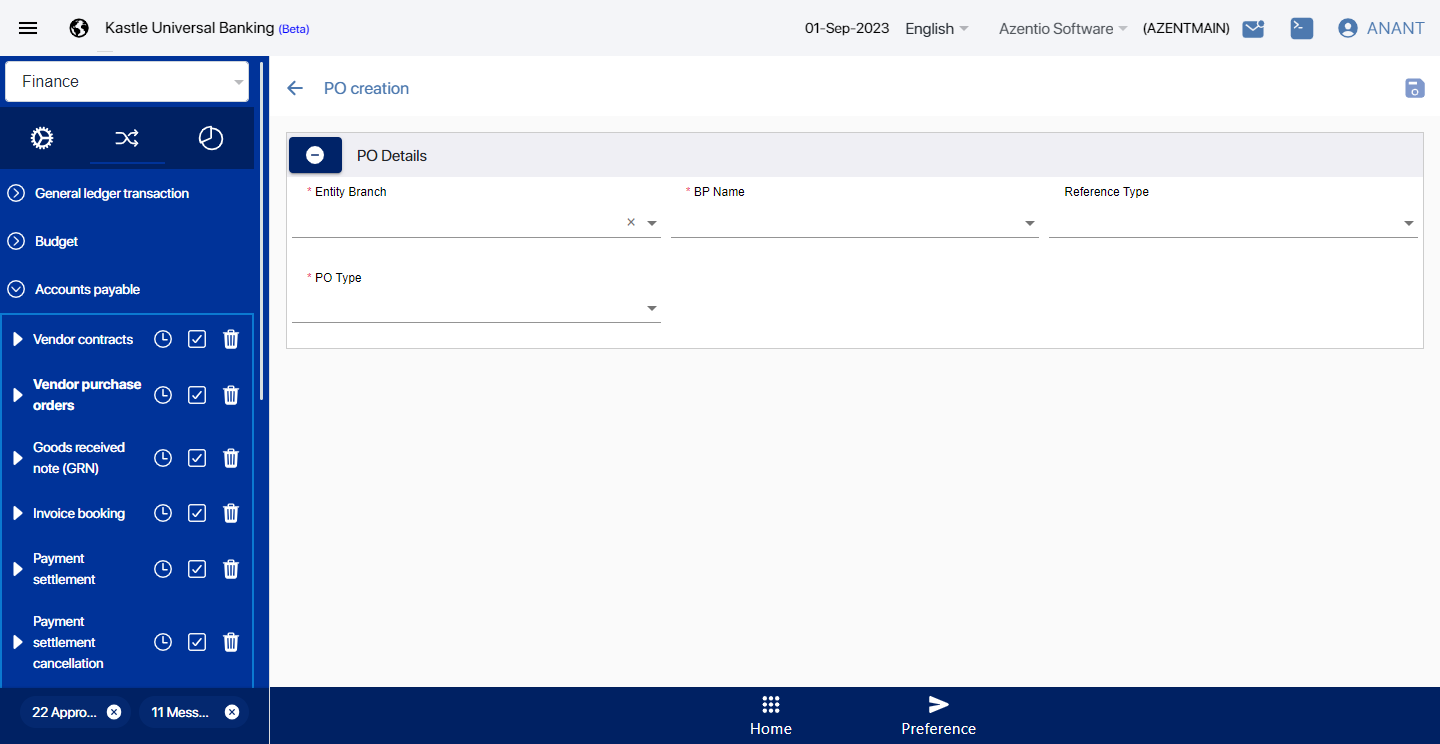 Kastle Universal Banking (Beta)
01-Sep-2023
English
Azentio Software
(AZENTMAIN)
ANANT
Finance
General ledger transaction
Budget
Accounts payable
Vendor contracts
Vendor purchase
orders
Goods received
note (GRN)
Invoice booking
Payment
settlement
Payment
settlement
cancellation
22 Appro...
11 Mess...
PO creation
PO Details
* Entity Branch
* BP Name
Reference Type
* PO Type
Home
Preference